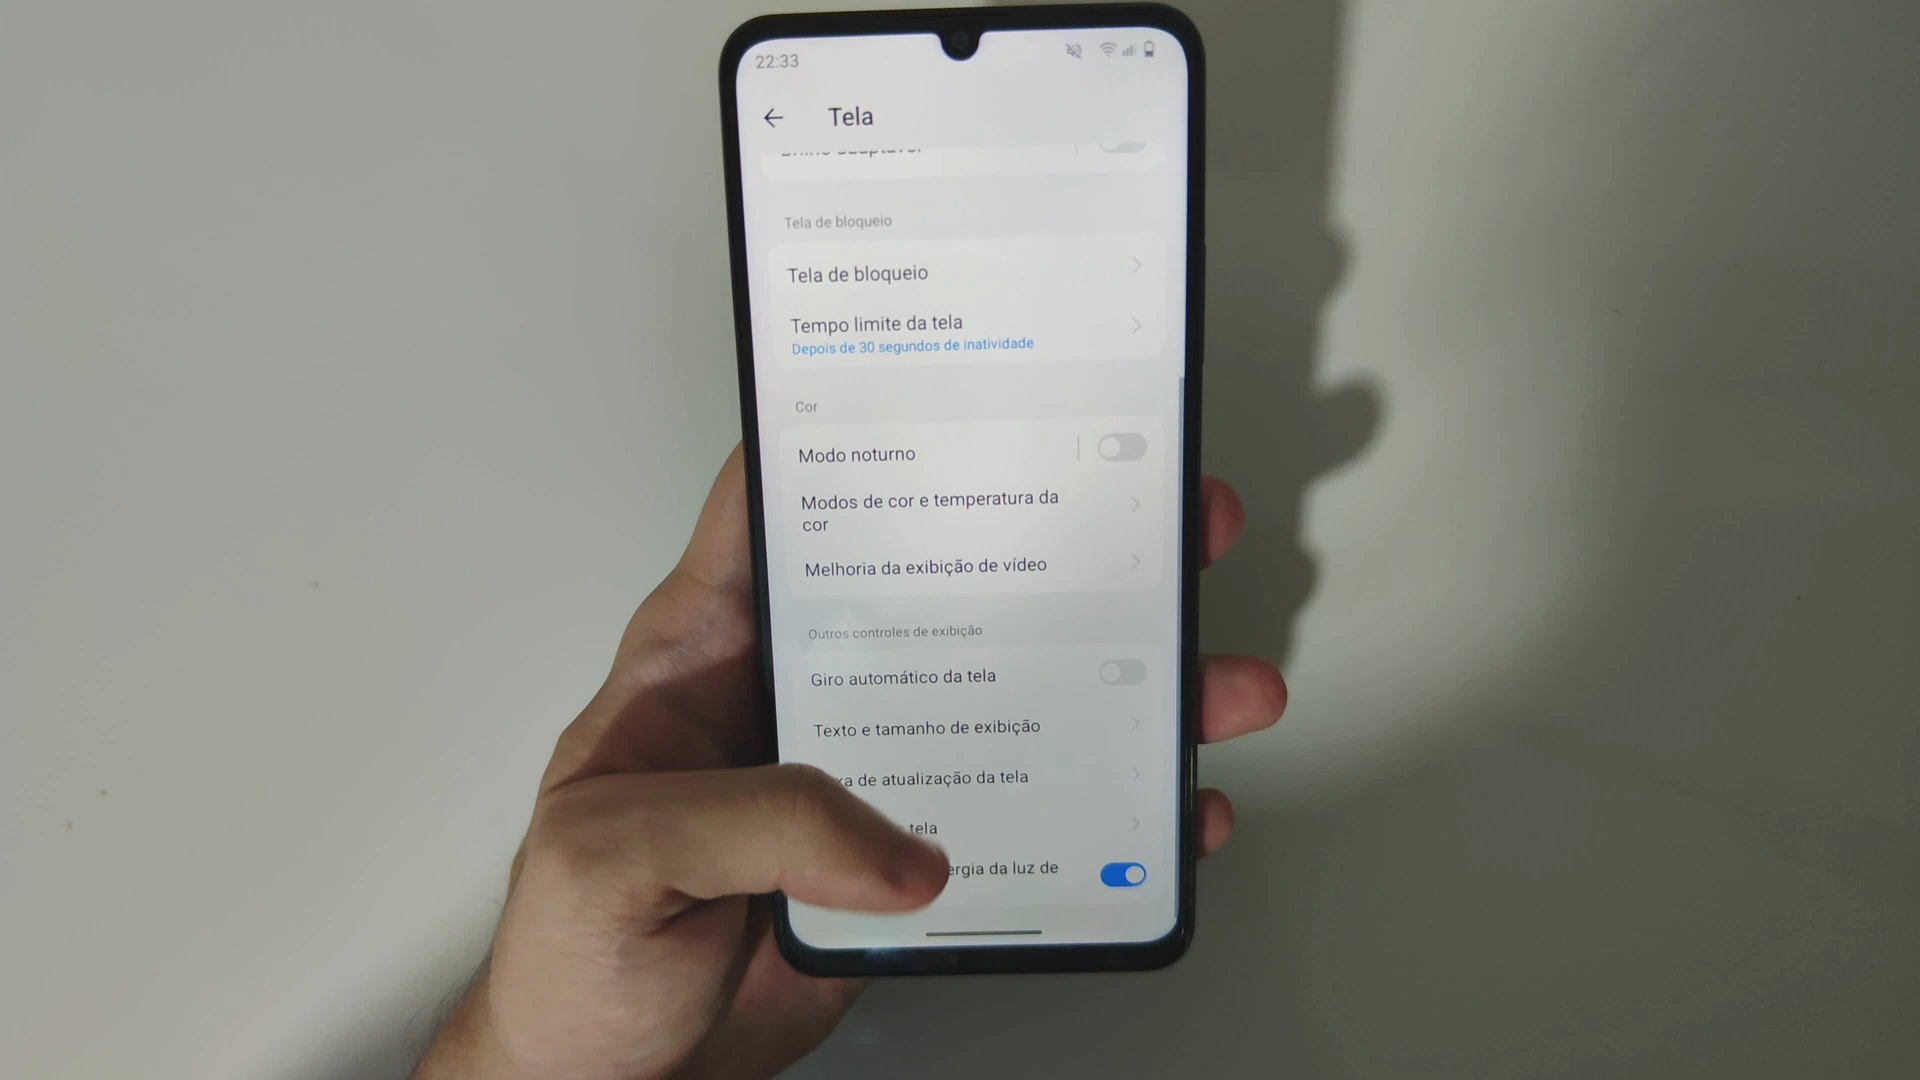 22:33
Tela
Tela de bloqueio
Tela de bloqueio
Tempo limite da tela
Depois de 30 segundos de inatividade
Cor
Modo noturno
Modos de cor e temperatura da
cor
Melhoria da exibição de vídeo
Outros controles de exibição
Giro automático da tela
Texto e tamanho de exibição
de atualização da tela
tela
da luz de